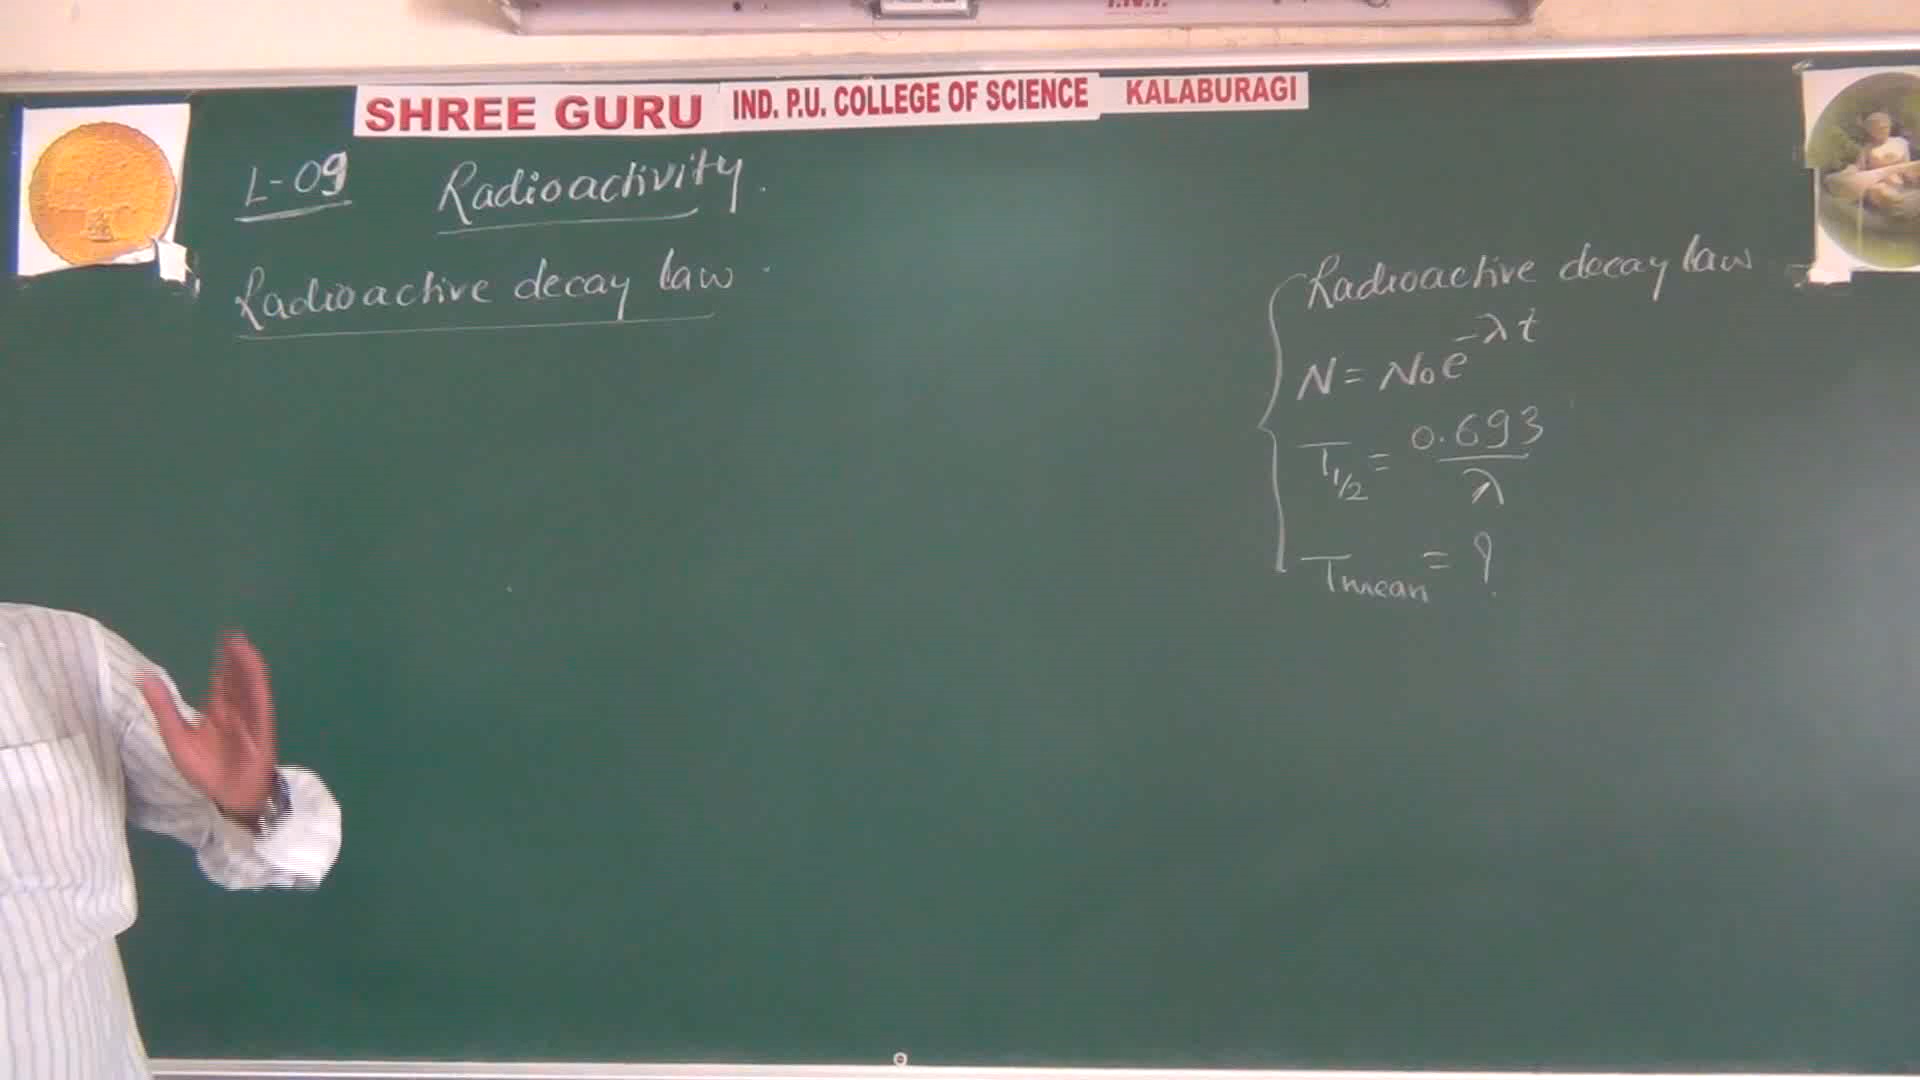 SHREE GURU IND. P.U. COLLEGE OF SCIENCE KALABURAGI
L-09 Radioactivity.
Radioactive decay law.
Radioactive decay law
N = N₀e^{-λt}
T₁/₂ = 0.693/λ
Tmean = ?